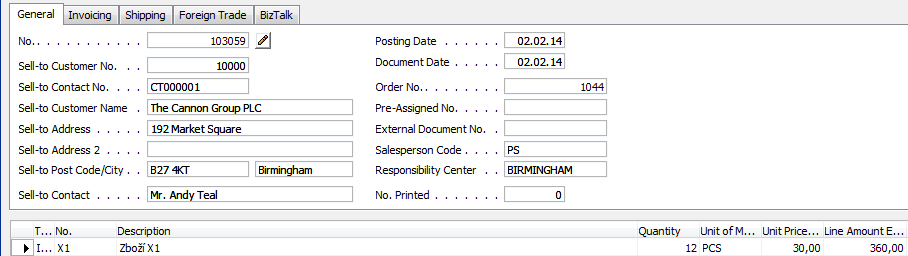 General Invoicing Shipping Foreign Trade BizTalk
No. . . . . . . . . . . . 103059
Sell-to Customer No. . . . 10000
Sell-to Contact No. . . . . CT000001
Sell-to Customer Name . The Cannon Group PLC
Sell-to Address . . . . . 192 Market Square
Sell-to Address 2 . . . .
Sell-to Post Code/City . . B27 4KT Birmingham
Sell-to Contact . . . . . Mr. Andy Teal
Posting Date . . . . . . 02.02.14
Document Date . . . . . 02.02.14
Order No. . . . . . . . . 1044
Pre-Assigned No. . . . .
External Document No. .
Salesperson Code . . . . PS
Responsibility Center . . BIRMINGHAM
No. Printed . . . . . . . 0
T... No. Description Quantity Unit of M... Unit Price... Line Amount E...
I... X1 Zboží X1 12 PCS 30,00 360,00